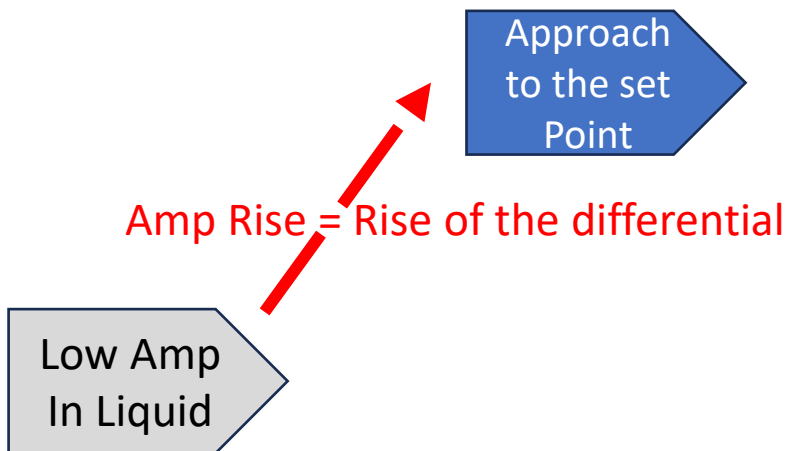 Approach
to the set
Point
Amp Rise = Rise of the differential
Low Amp
In Liquid